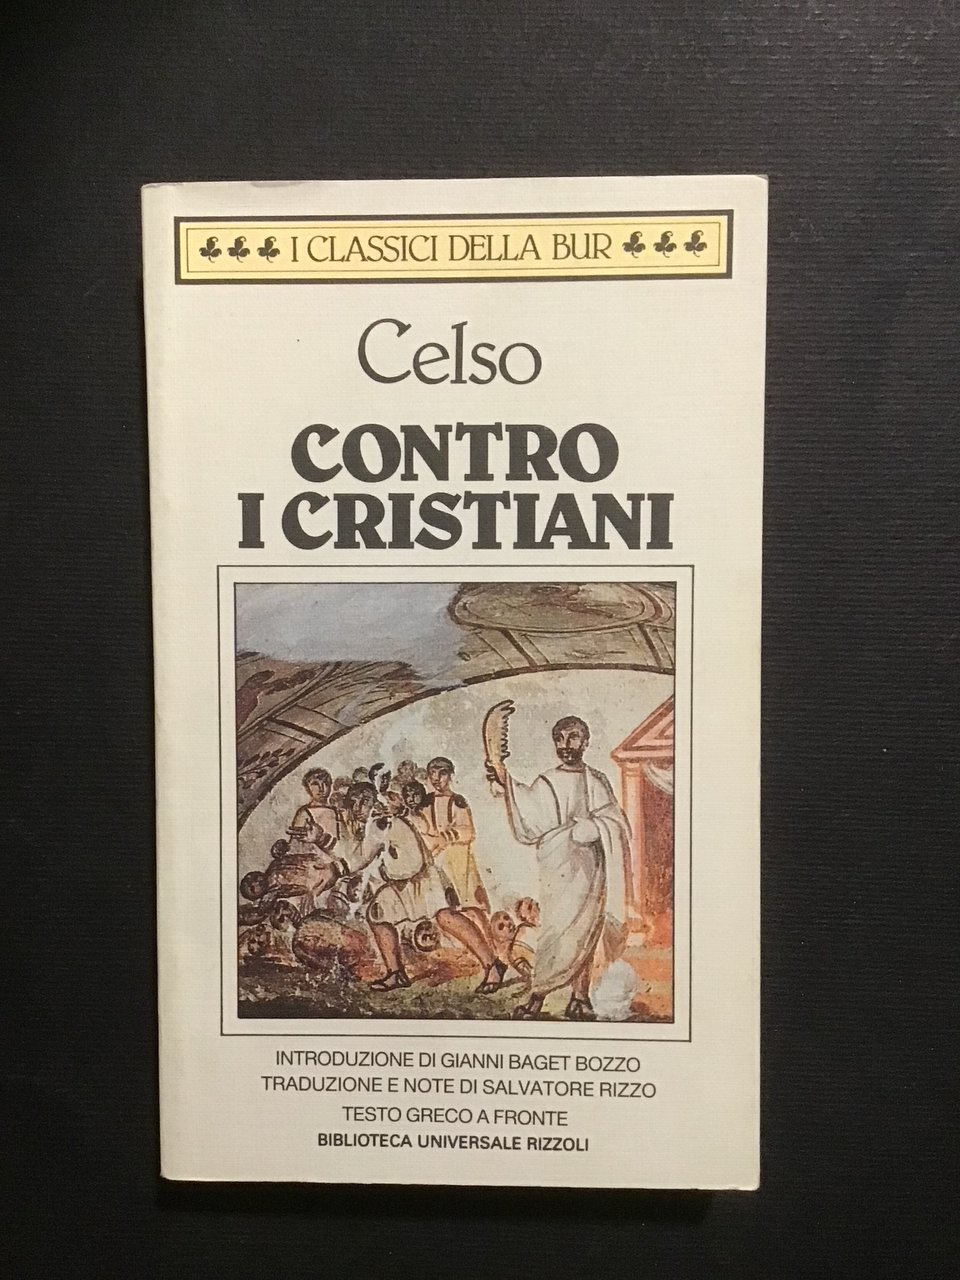 I CLASSICI DELLA BUR
Celso
CONTRO
I CRISTIANI
INTRODUZIONE DI GIANNI BAGET BOZZO
TRADUZIONE E NOTE DI SALVATORE RIZZO
TESTO GRECO A FRONTE
BIBLIOTECA UNIVERSALE RIZZOLI